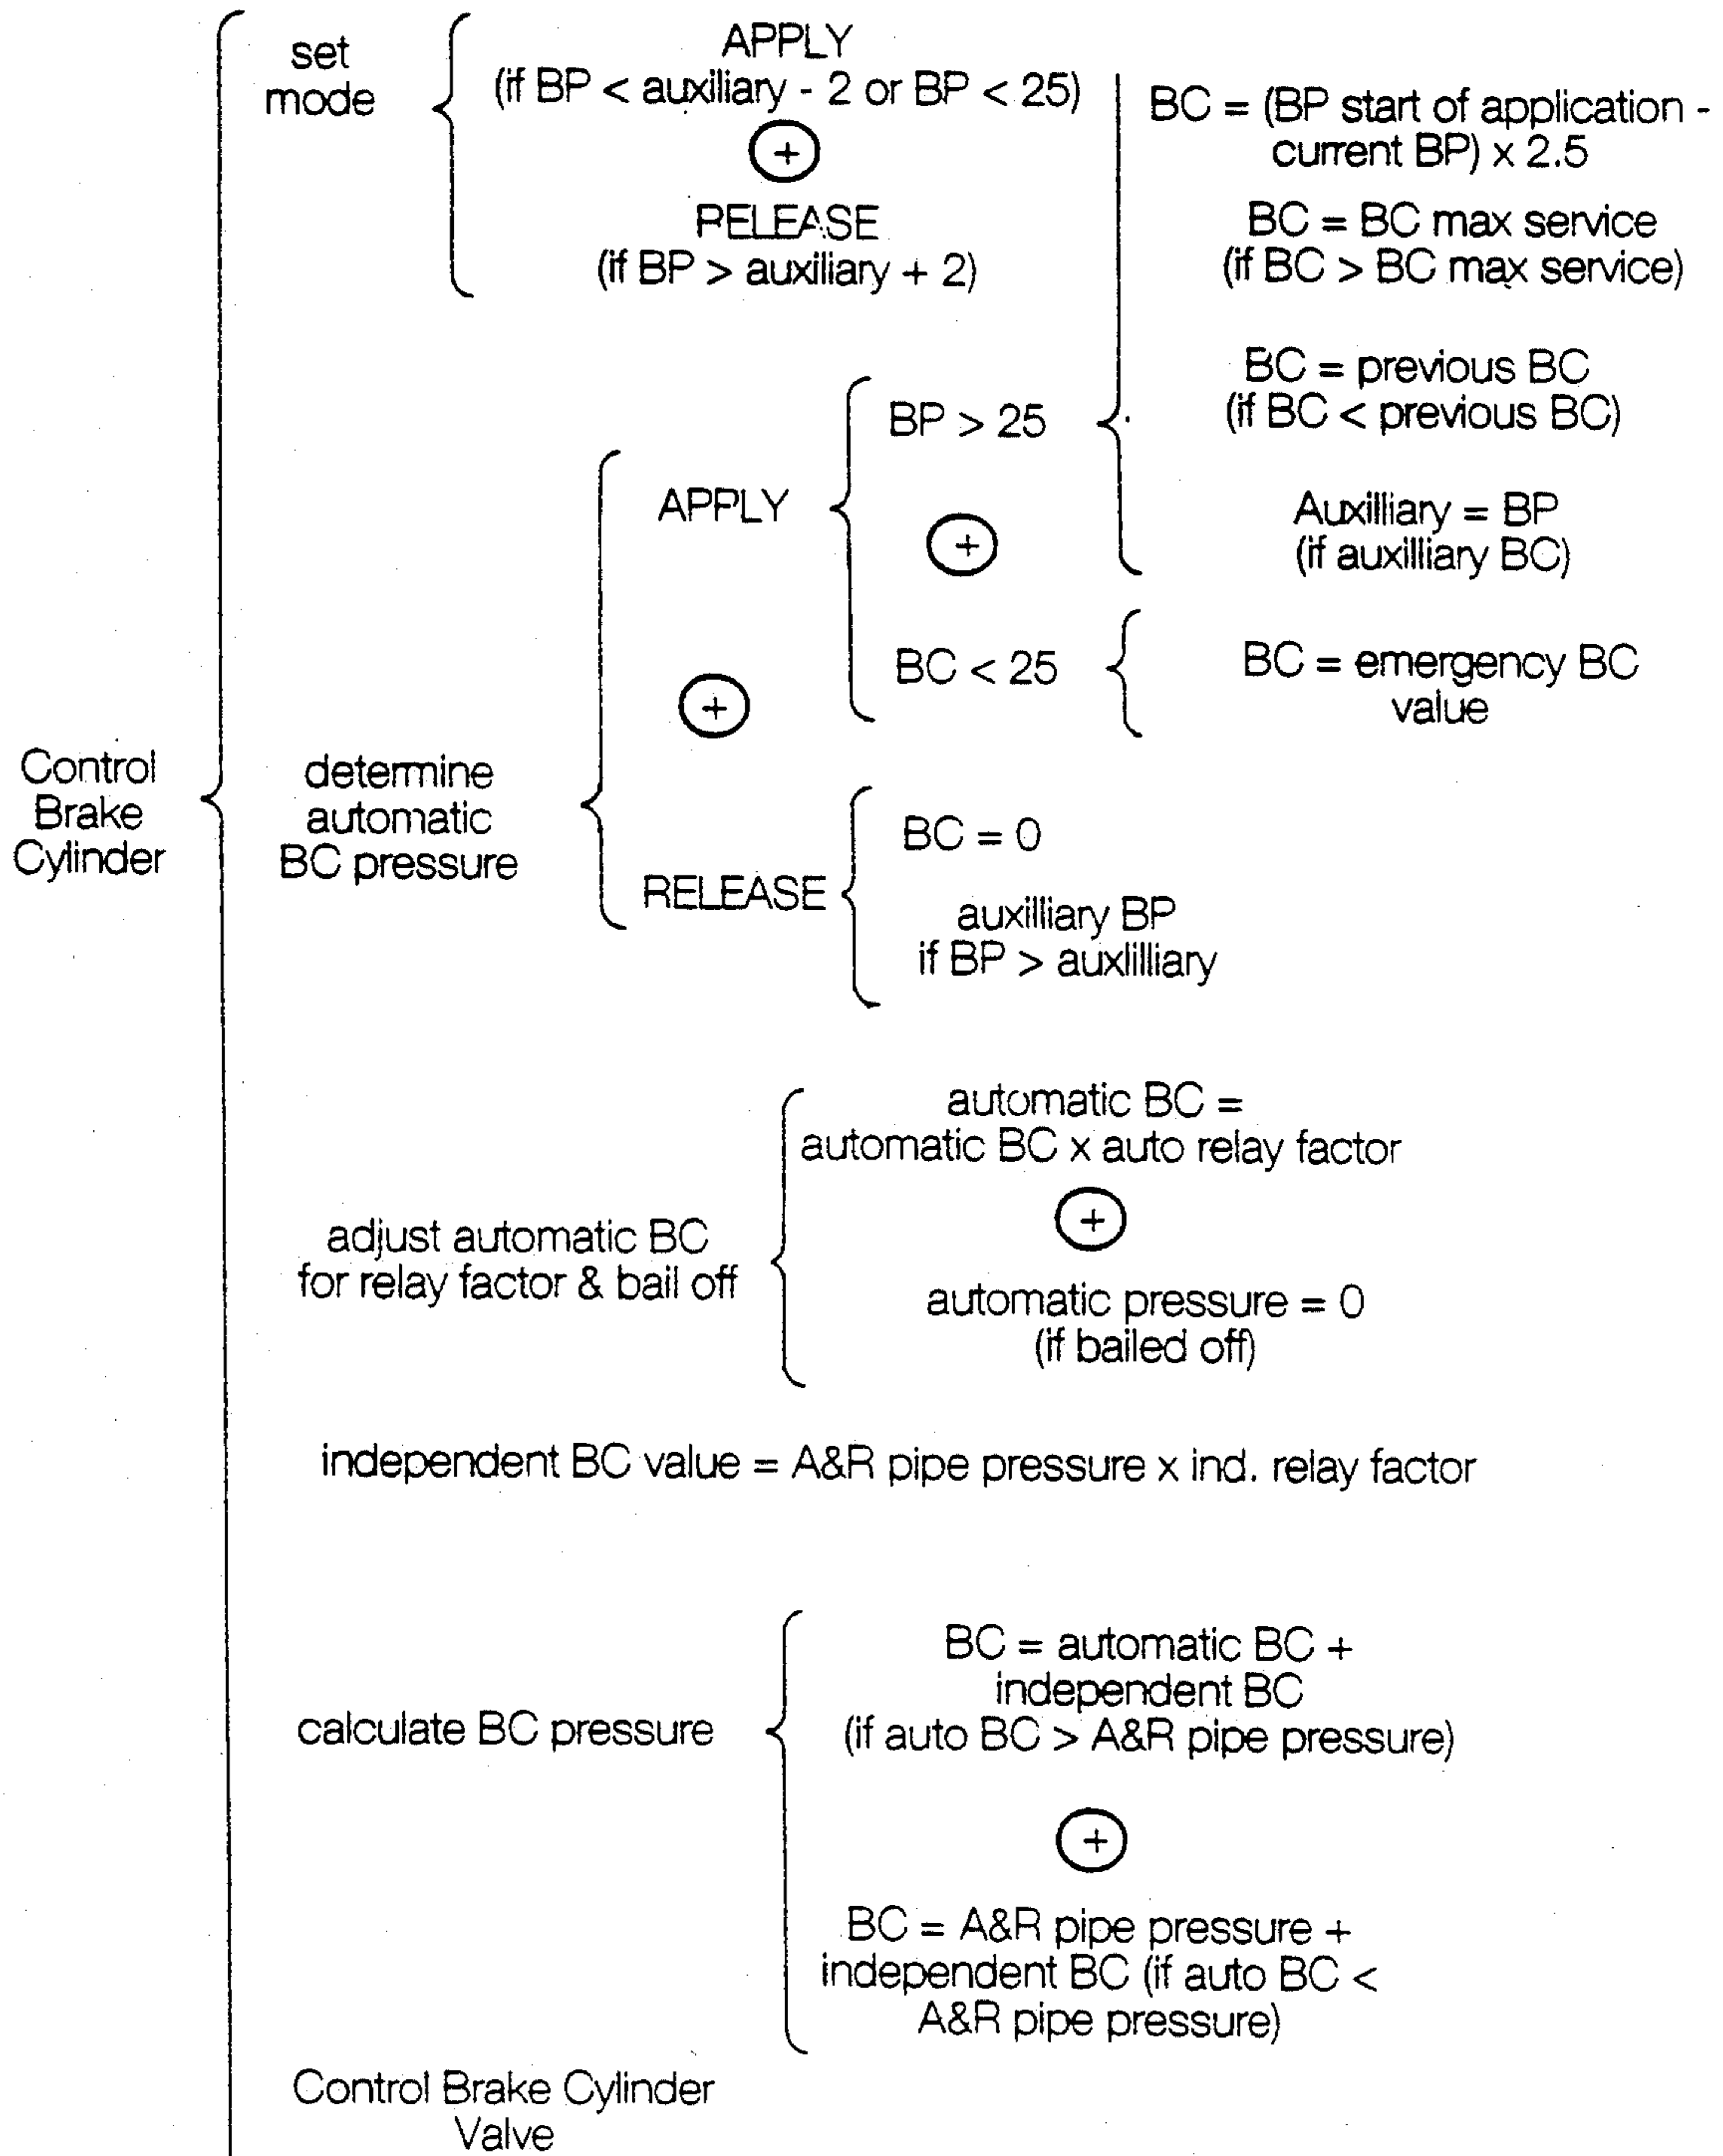 set
mode
APPLY
(if BP < auxiliary - 2 or BP < 25)
+
RELEASE
(if BP > auxiliary + 2)
BC = (BP start of application -
current BP) x 2.5
BC = BC max service
(if BC > BC max service)
BC = previous BC
(if BC < previous BC)
Auxilliary = BP
(if auxilliary BC)
BP > 25
APPLY
+
BC < 25
BC = emergency BC
value
+
Control
Brake
Cylinder
determine
automatic
BC pressure
RELEASE
BC = 0
auxilliary BP
if BP > auxlilliary
adjust automatic BC
for relay factor & bail off
automatic BC =
automatic BC x auto relay factor
+
automatic pressure = 0
(if bailed off)
independent BC value = A&R pipe pressure x ind. relay factor
calculate BC pressure
BC = automatic BC +
independent BC
(if auto BC > A&R pipe pressure)
+
BC = A&R pipe pressure +
independent BC (if auto BC <
A&R pipe pressure)
Control Brake Cylinder
Valve